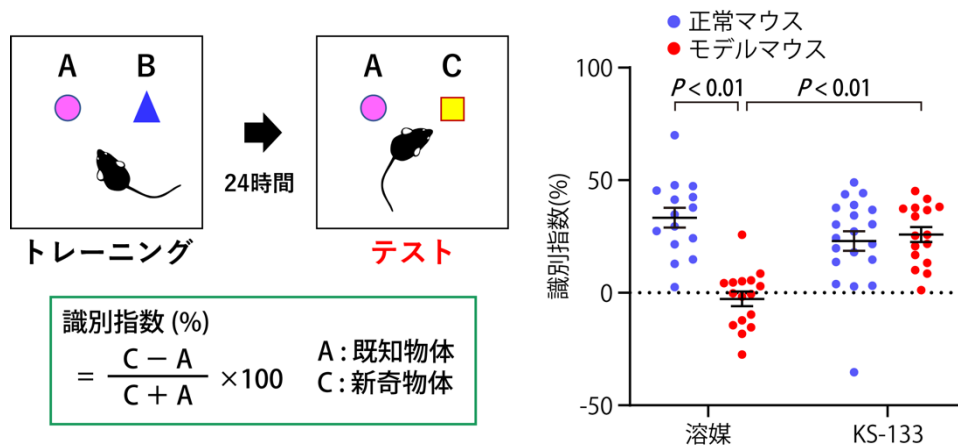 A B
A C
24時間
トレーニング
テスト
識別指数 (%)
= C − A
C + A
×100
A : 既知物体
C : 新奇物体
正常マウス
モデルマウス
100
P < 0.01
P < 0.01
50
0
-50
識別指数(%)
溶媒
KS-133